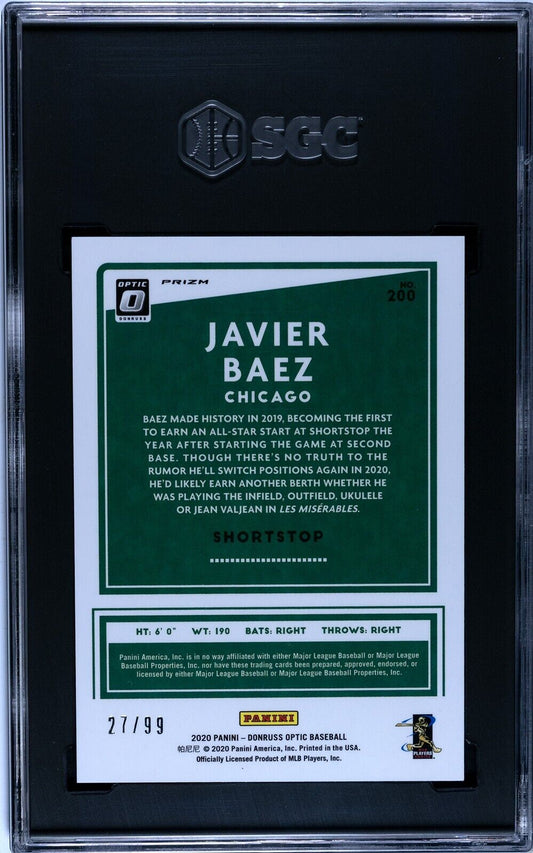 SGC
OPTIC
DONRUSS
PRIZM
NO.
200
JAVIER
BAEZ
CHICAGO
BAEZ MADE HISTORY IN 2019, BECOMING THE FIRST
TO EARN AN ALL-STAR START AT SHORTSTOP THE
YEAR AFTER STARTING THE GAME AT SECOND
BASE. THOUGH THERE'S NO TRUTH TO THE
RUMOR HE'LL SWITCH POSITIONS AGAIN IN 2020,
HE'D LIKELY EARN ANOTHER BERTH WHETHER HE
WAS PLAYING THE INFIELD, OUTFIELD, UKULELE
OR JEAN VALJEAN IN LES MISÉRABLES.
SHORTSTOP
HT: 6' 0" WT: 190 BATS: RIGHT THROWS: RIGHT
Panini America, Inc. is in no way affiliated with either Major League Baseball or Major League
Baseball Properties, Inc. nor have these trading cards been prepared, approved, endorsed, or
licensed by either Major League Baseball or Major League Baseball Properties, Inc.
27/99
PANINI
2020 PANINI – DONRUSS OPTIC BASEBALL
帕尼尼 © 2020 Panini America, Inc. Printed in the USA.
Officially Licensed Product of MLB Players, Inc.
PLAYERS